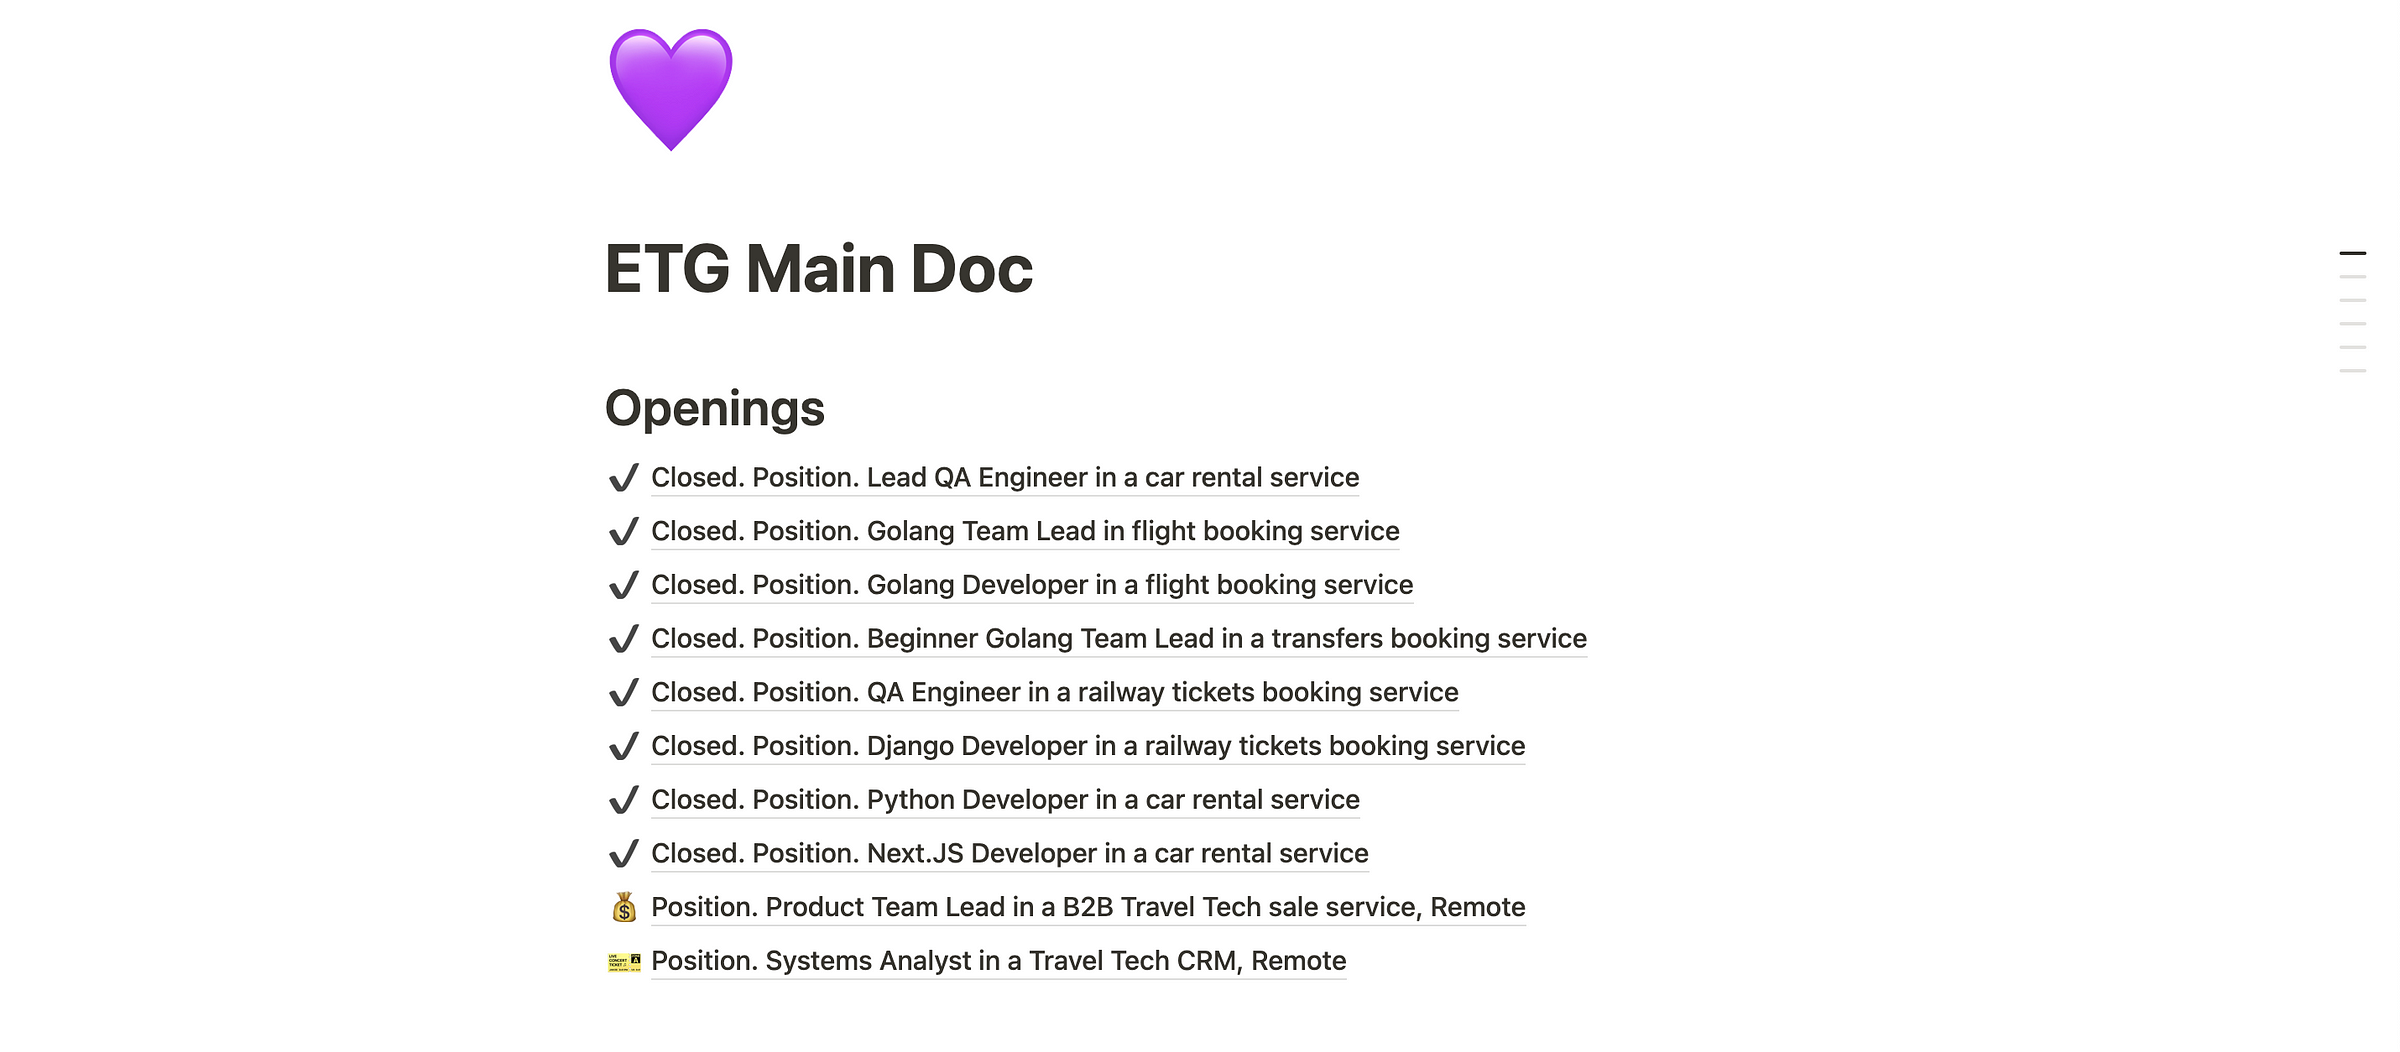 ETG Main Doc
Openings
Closed. Position. Lead QA Engineer in a car rental service
Closed. Position. Golang Team Lead in flight booking service
Closed. Position. Golang Developer in a flight booking service
Closed. Position. Beginner Golang Team Lead in a transfers booking service
Closed. Position. QA Engineer in a railway tickets booking service
Closed. Position. Django Developer in a railway tickets booking service
Closed. Position. Python Developer in a car rental service
Closed. Position. Next.JS Developer in a car rental service
Position. Product Team Lead in a B2B Travel Tech sale service, Remote
Position. Systems Analyst in a Travel Tech CRM, Remote